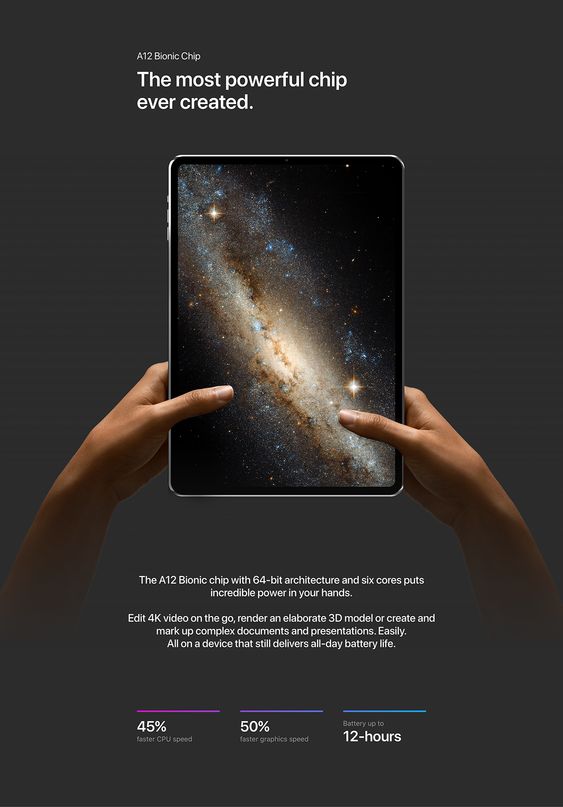 A12 Bionic Chip
The most powerful chip
ever created.
The A12 Bionic chip with 64-bit architecture and six cores puts
incredible power in your hands.
Edit 4K video on the go, render an elaborate 3D model or create and
mark up complex documents and presentations. Easily.
All on a device that still delivers all-day battery life.
45%
faster CPU speed
50%
faster graphics speed
Battery up to
12-hours